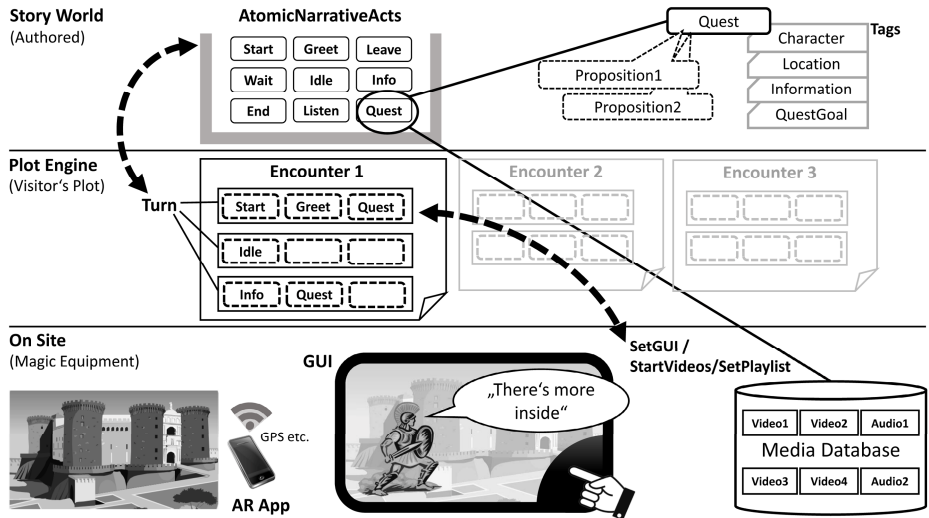 Story World
(Authored)
AtomicNarrativeActs
Start
Greet
Leave
Wait
Idle
Info
End
Listen
Quest
Quest
Proposition1
Proposition2
Tags
Character
Location
Information
QuestGoal
Plot Engine
(Visitor's Plot)
Turn
Encounter 1
Start
Greet
Quest
Idle
Info
Quest
Encounter 2
Encounter 3
On Site
(Magic Equipment)
GPS etc.
AR App
GUI
„There's more
inside“
SetGUI /
StartVideos/SetPlaylist
Video1
Video2
Audio1
Media Database
Video3
Video4
Audio2